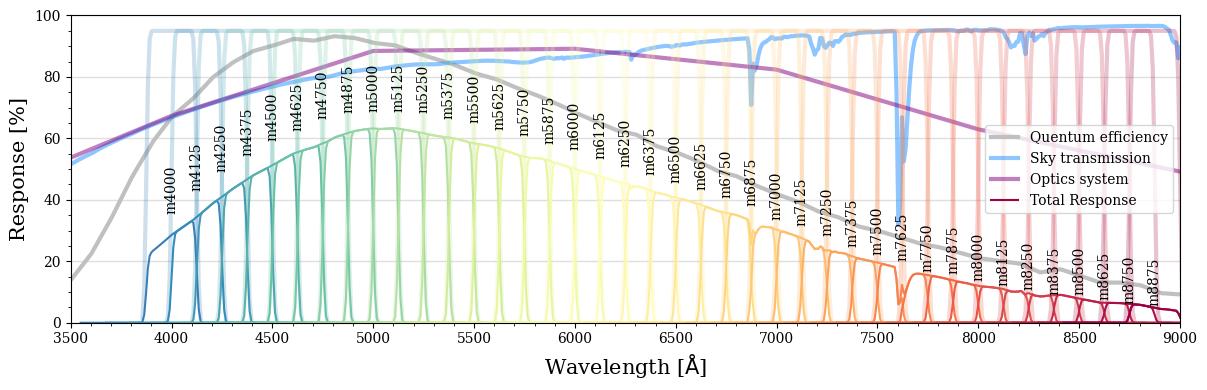 Response [%]
100
80
60
40
20
0
m4000
m4125
m4250
m4375
m4500
m4625
m4750
m4875
m5000
m5125
m5250
m5375
m5500
m5625
m5750
m5875
m6000
m6125
m6250
m6375
m6500
m6625
m6750
m6875
m7000
m7125
m7250
m7375
m7500
m7625
m7750
m7875
m8000
m8125
m8250
m8375
m8500
m8625
m8750
m8875
Quentum efficiency
Sky transmission
Optics system
Total Response
3500 4000 4500 5000 5500 6000 6500 7000 7500 8000 8500 9000
Wavelength [Å]